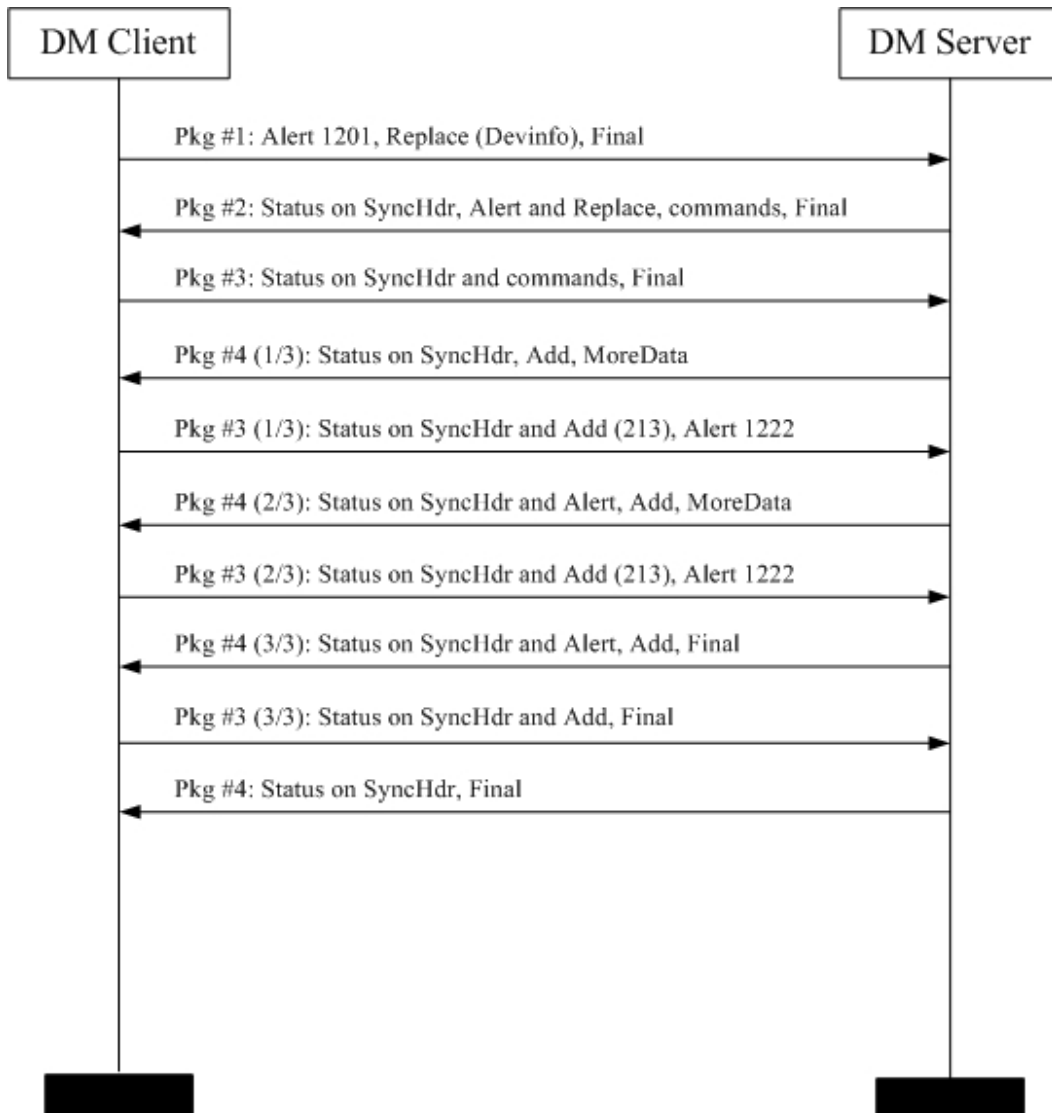 DM Client
DM Server
Pkg #1: Alert 1201, Replace (Devinfo), Final
Pkg #2: Status on SyncHdr, Alert and Replace, commands, Final
Pkg #3: Status on SyncHdr and commands, Final
Pkg #4 (1/3): Status on SyncHdr, Add, MoreData
Pkg #3 (1/3): Status on SyncHdr and Add (213), Alert 1222
Pkg #4 (2/3): Status on SyncHdr and Alert, Add, MoreData
Pkg #3 (2/3): Status on SyncHdr and Add (213), Alert 1222
Pkg #4 (3/3): Status on SyncHdr and Alert, Add, Final
Pkg #3 (3/3): Status on SyncHdr and Add, Final
Pkg #4: Status on SyncHdr, Final